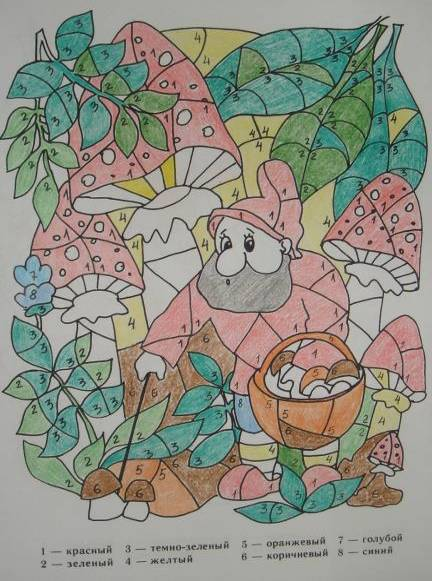 1 — красный 3 — темно-зеленый 5 — оранжевый 7 — голубой
2 — зеленый 4 — желтый 6 — коричневый 8 — синий